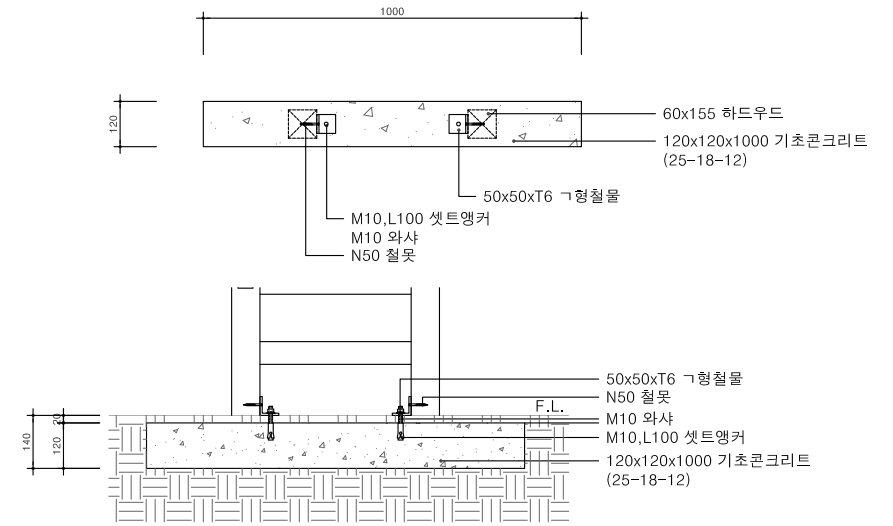 1000
120
60x155 하드우드
120x120x1000 기초콘크리트
(25-18-12)
50x50xT6 ㄱ형철물
M10,L100 셋트앵커
M10 와샤
N50 철못
50x50xT6 ㄱ형철물
N50 철못
F.L.
M10 와샤
M10,L100 셋트앵커
120x120x1000 기초콘크리트
(25-18-12)
20
140
120